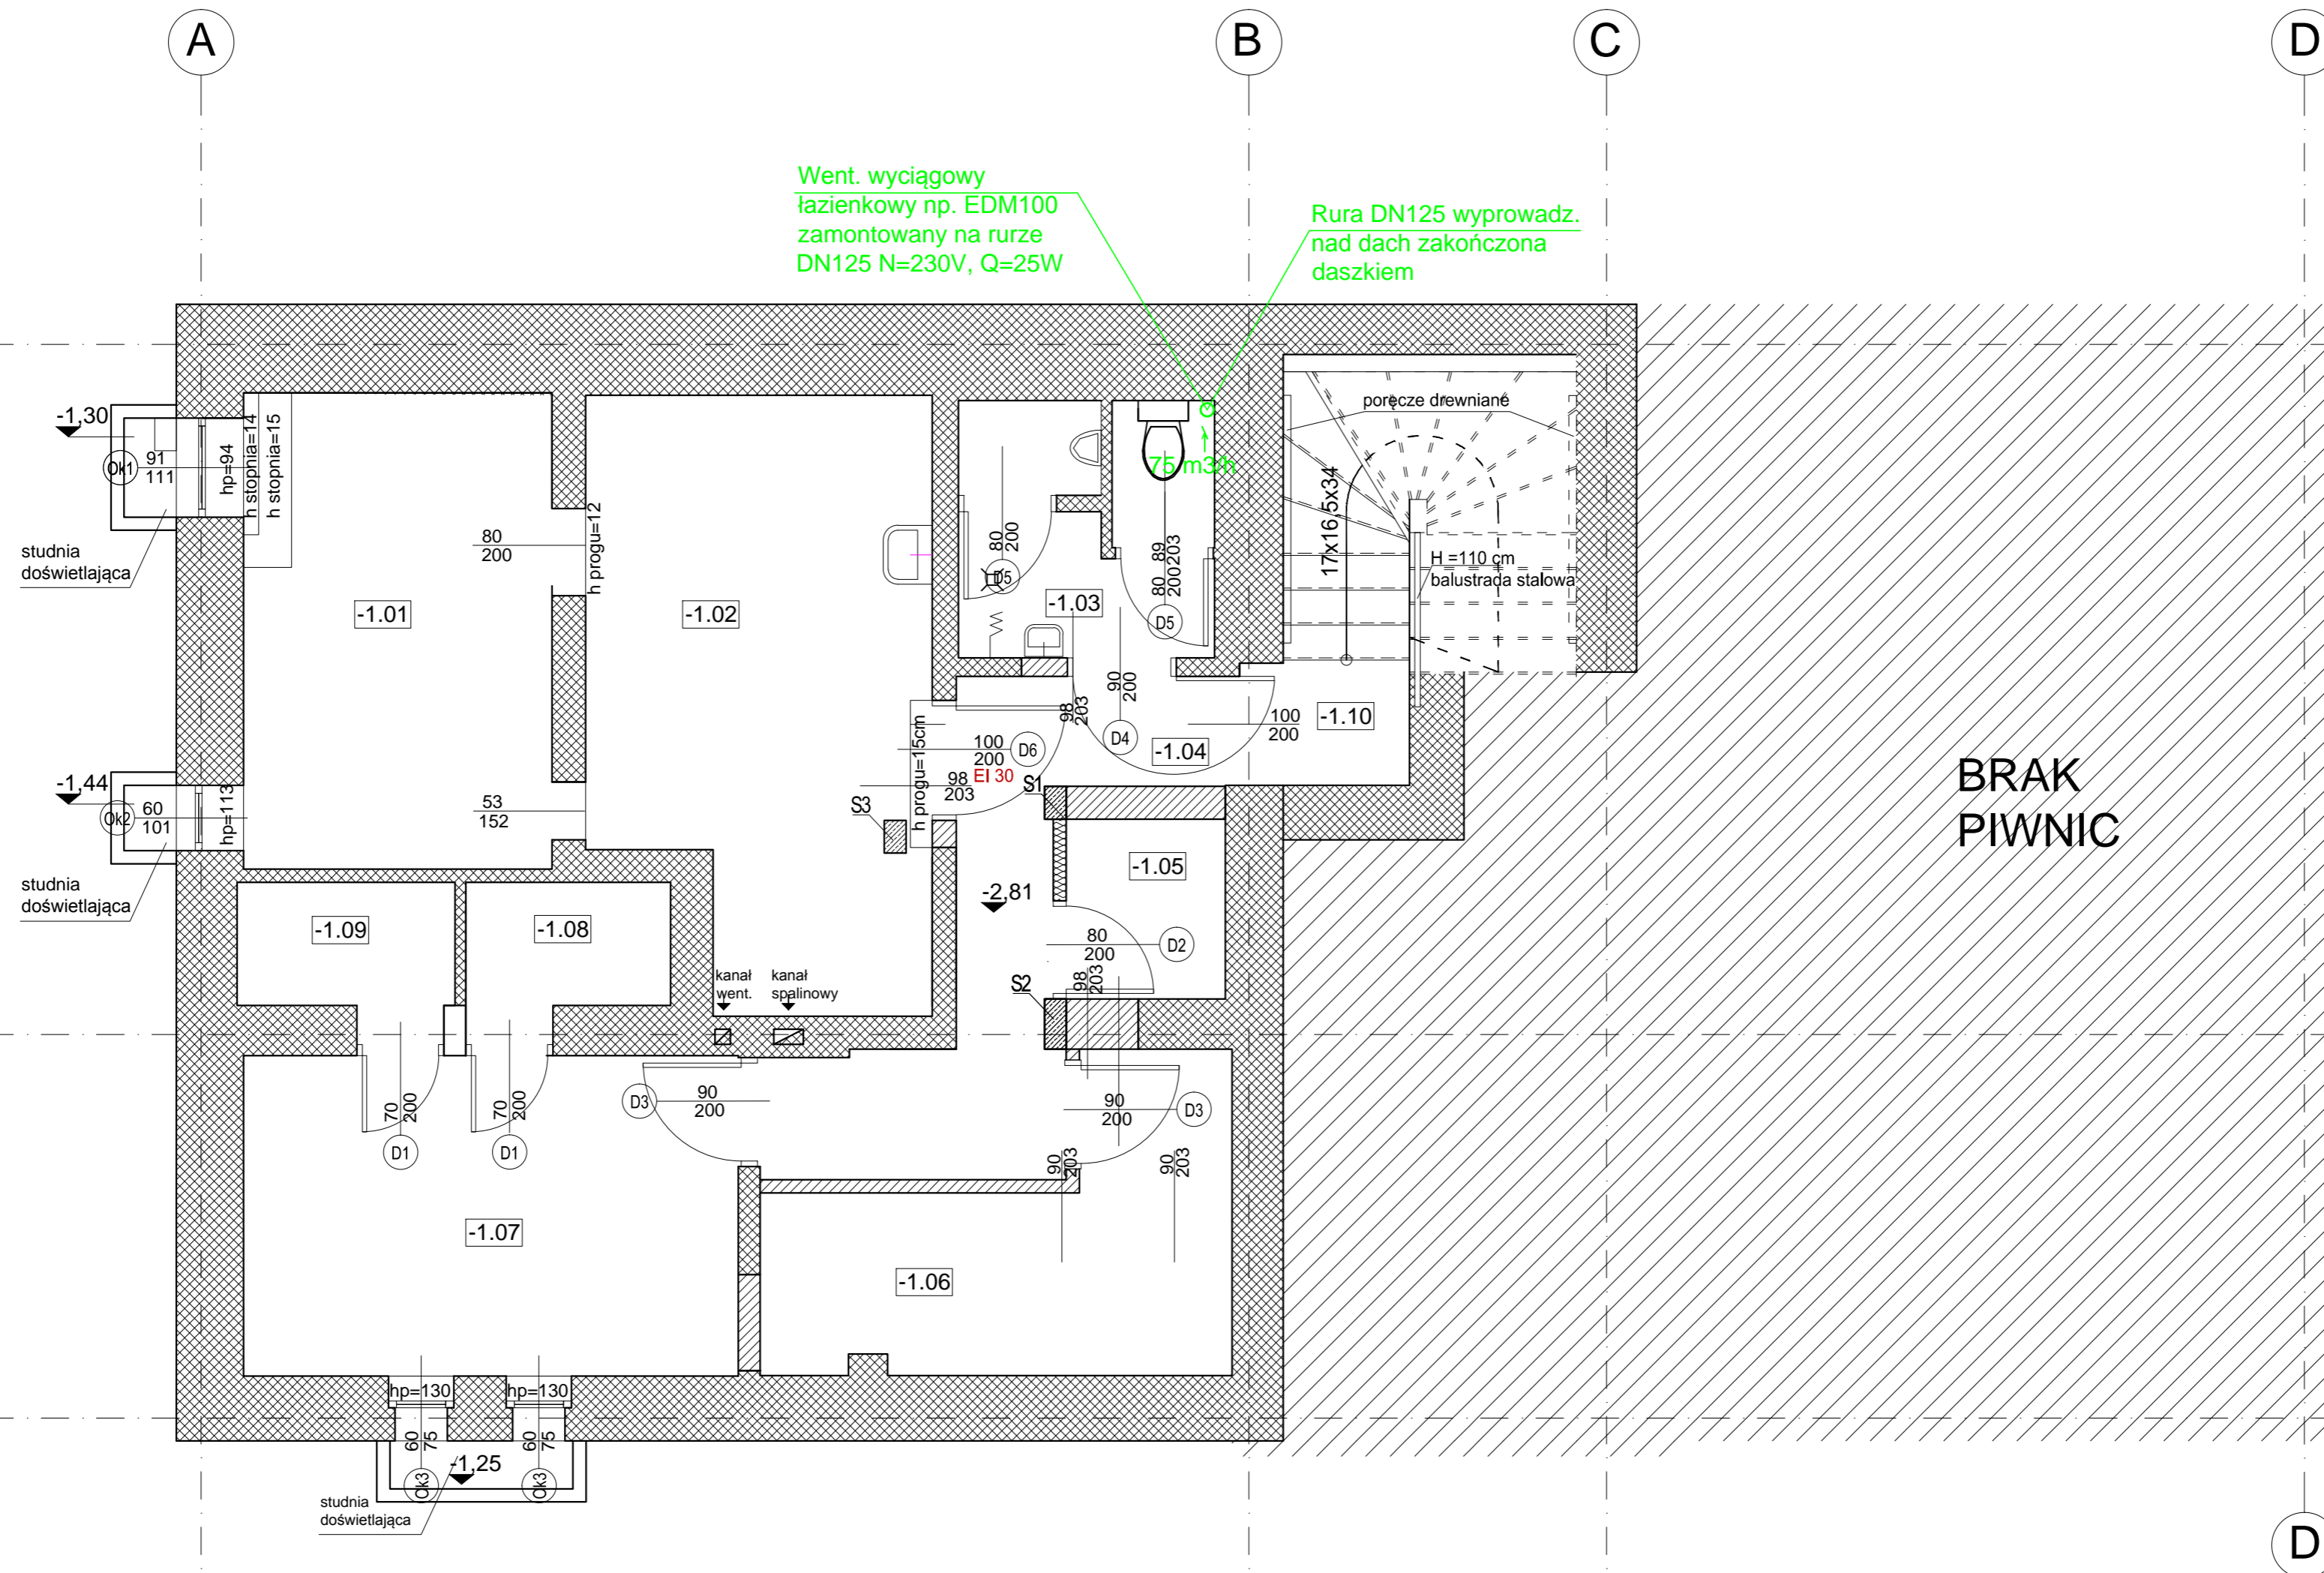 A
B
C
D
Went. wyciągowy
łazienkowy np. EDM100
zamontowany na rurze
DN125 N=230V, Q=25W
Rura DN125 wyprowadz.
nad dach zakończona
daszkiem
-1,30
Ok1
91
111
hp=94
h stopnia=14
h stopnia=15
studnia
doświetlająca
80
200
h progu=12
-1.01
-1.02
80
200
D5
-1.03
75 m3/h
89
203
80
200
D5
poręcze drewniane
17x16,5x34
H =110 cm
balustrada stalowa
90
200
D4
98
203
100
200
-1.10
-1.04
100
200
D6
EI 30
98
203
h progu=15cm
S1
S3
-1,44
Ok2
60
101
hp=113
53
152
studnia
doświetlająca
BRAK
PIWNIC
-1.05
-2,81
-1.09
-1.08
80
200
D2
98
203
S2
kanał
went.
kanał
spalinowy
70
200
D1
70
200
D1
D3
90
200
90
200
D3
90
203
90
203
-1.07
-1.06
hp=130
hp=130
60
75
60
75
-1,25
Ok3
Ok3
studnia
doświetlająca
D